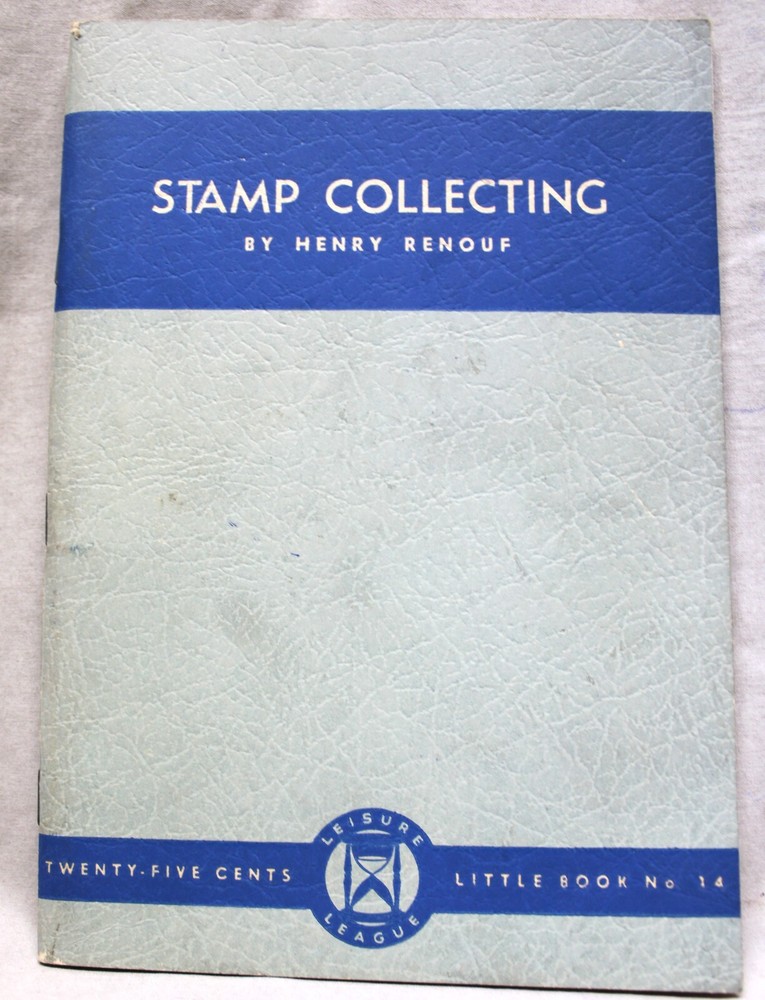 STAMP COLLECTING
BY HENRY RENOUF
LEISURE
TWENTY-FIVE CENTS
LITTLE BOOK No 14
LEAGUE